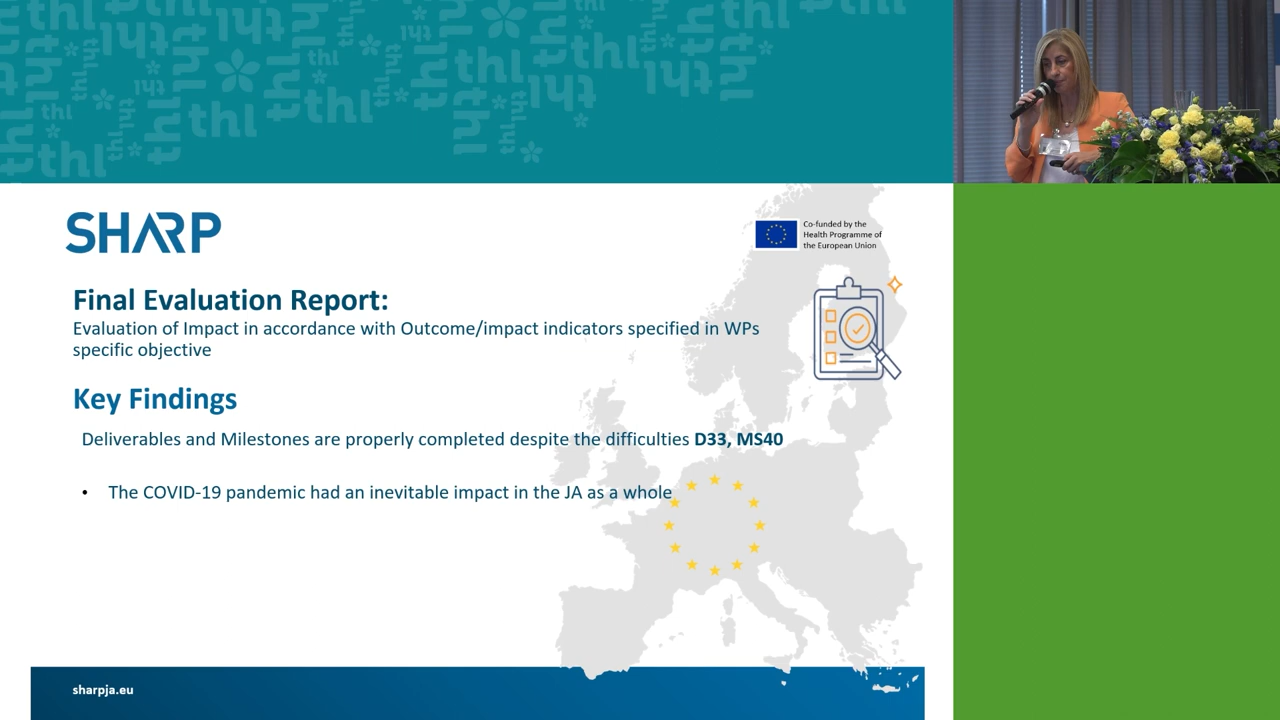 thl
SHARP
Co-funded by the
Health Programme of
the European Union
Final Evaluation Report:
Evaluation of Impact in accordance with Outcome/impact indicators specified in WPs
specific objective
Key Findings
Deliverables and Milestones are properly completed despite the difficulties D33, MS40
• The COVID-19 pandemic had an inevitable impact in the JA as a whole
sharpja.eu